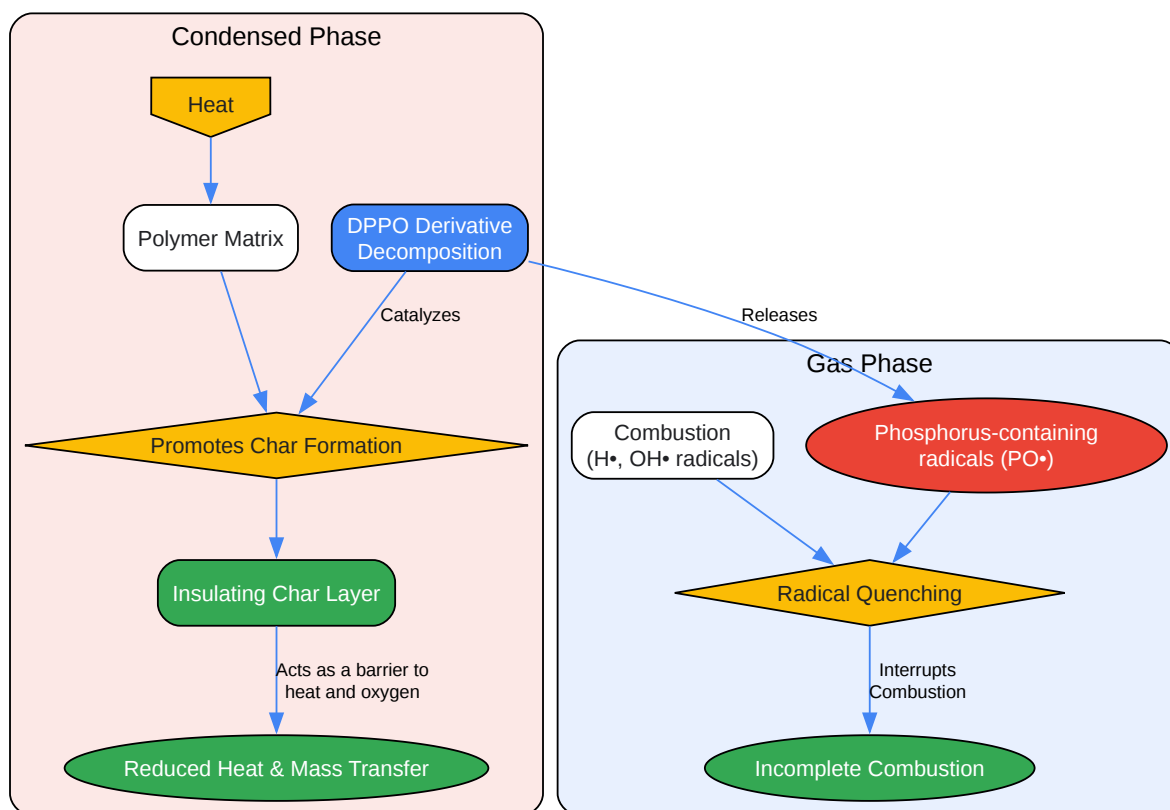 Condensed Phase
Heat
Polymer Matrix
DPPO Derivative
Decomposition
Catalyzes
Releases
Promotes Char Formation
Insulating Char Layer
Acts as a barrier to
heat and oxygen
Reduced Heat & Mass Transfer
Gas Phase
Combustion
(H•, OH• radicals)
Phosphorus-containing
radicals (PO•)
Radical Quenching
Interrupts
Combustion
Incomplete Combustion